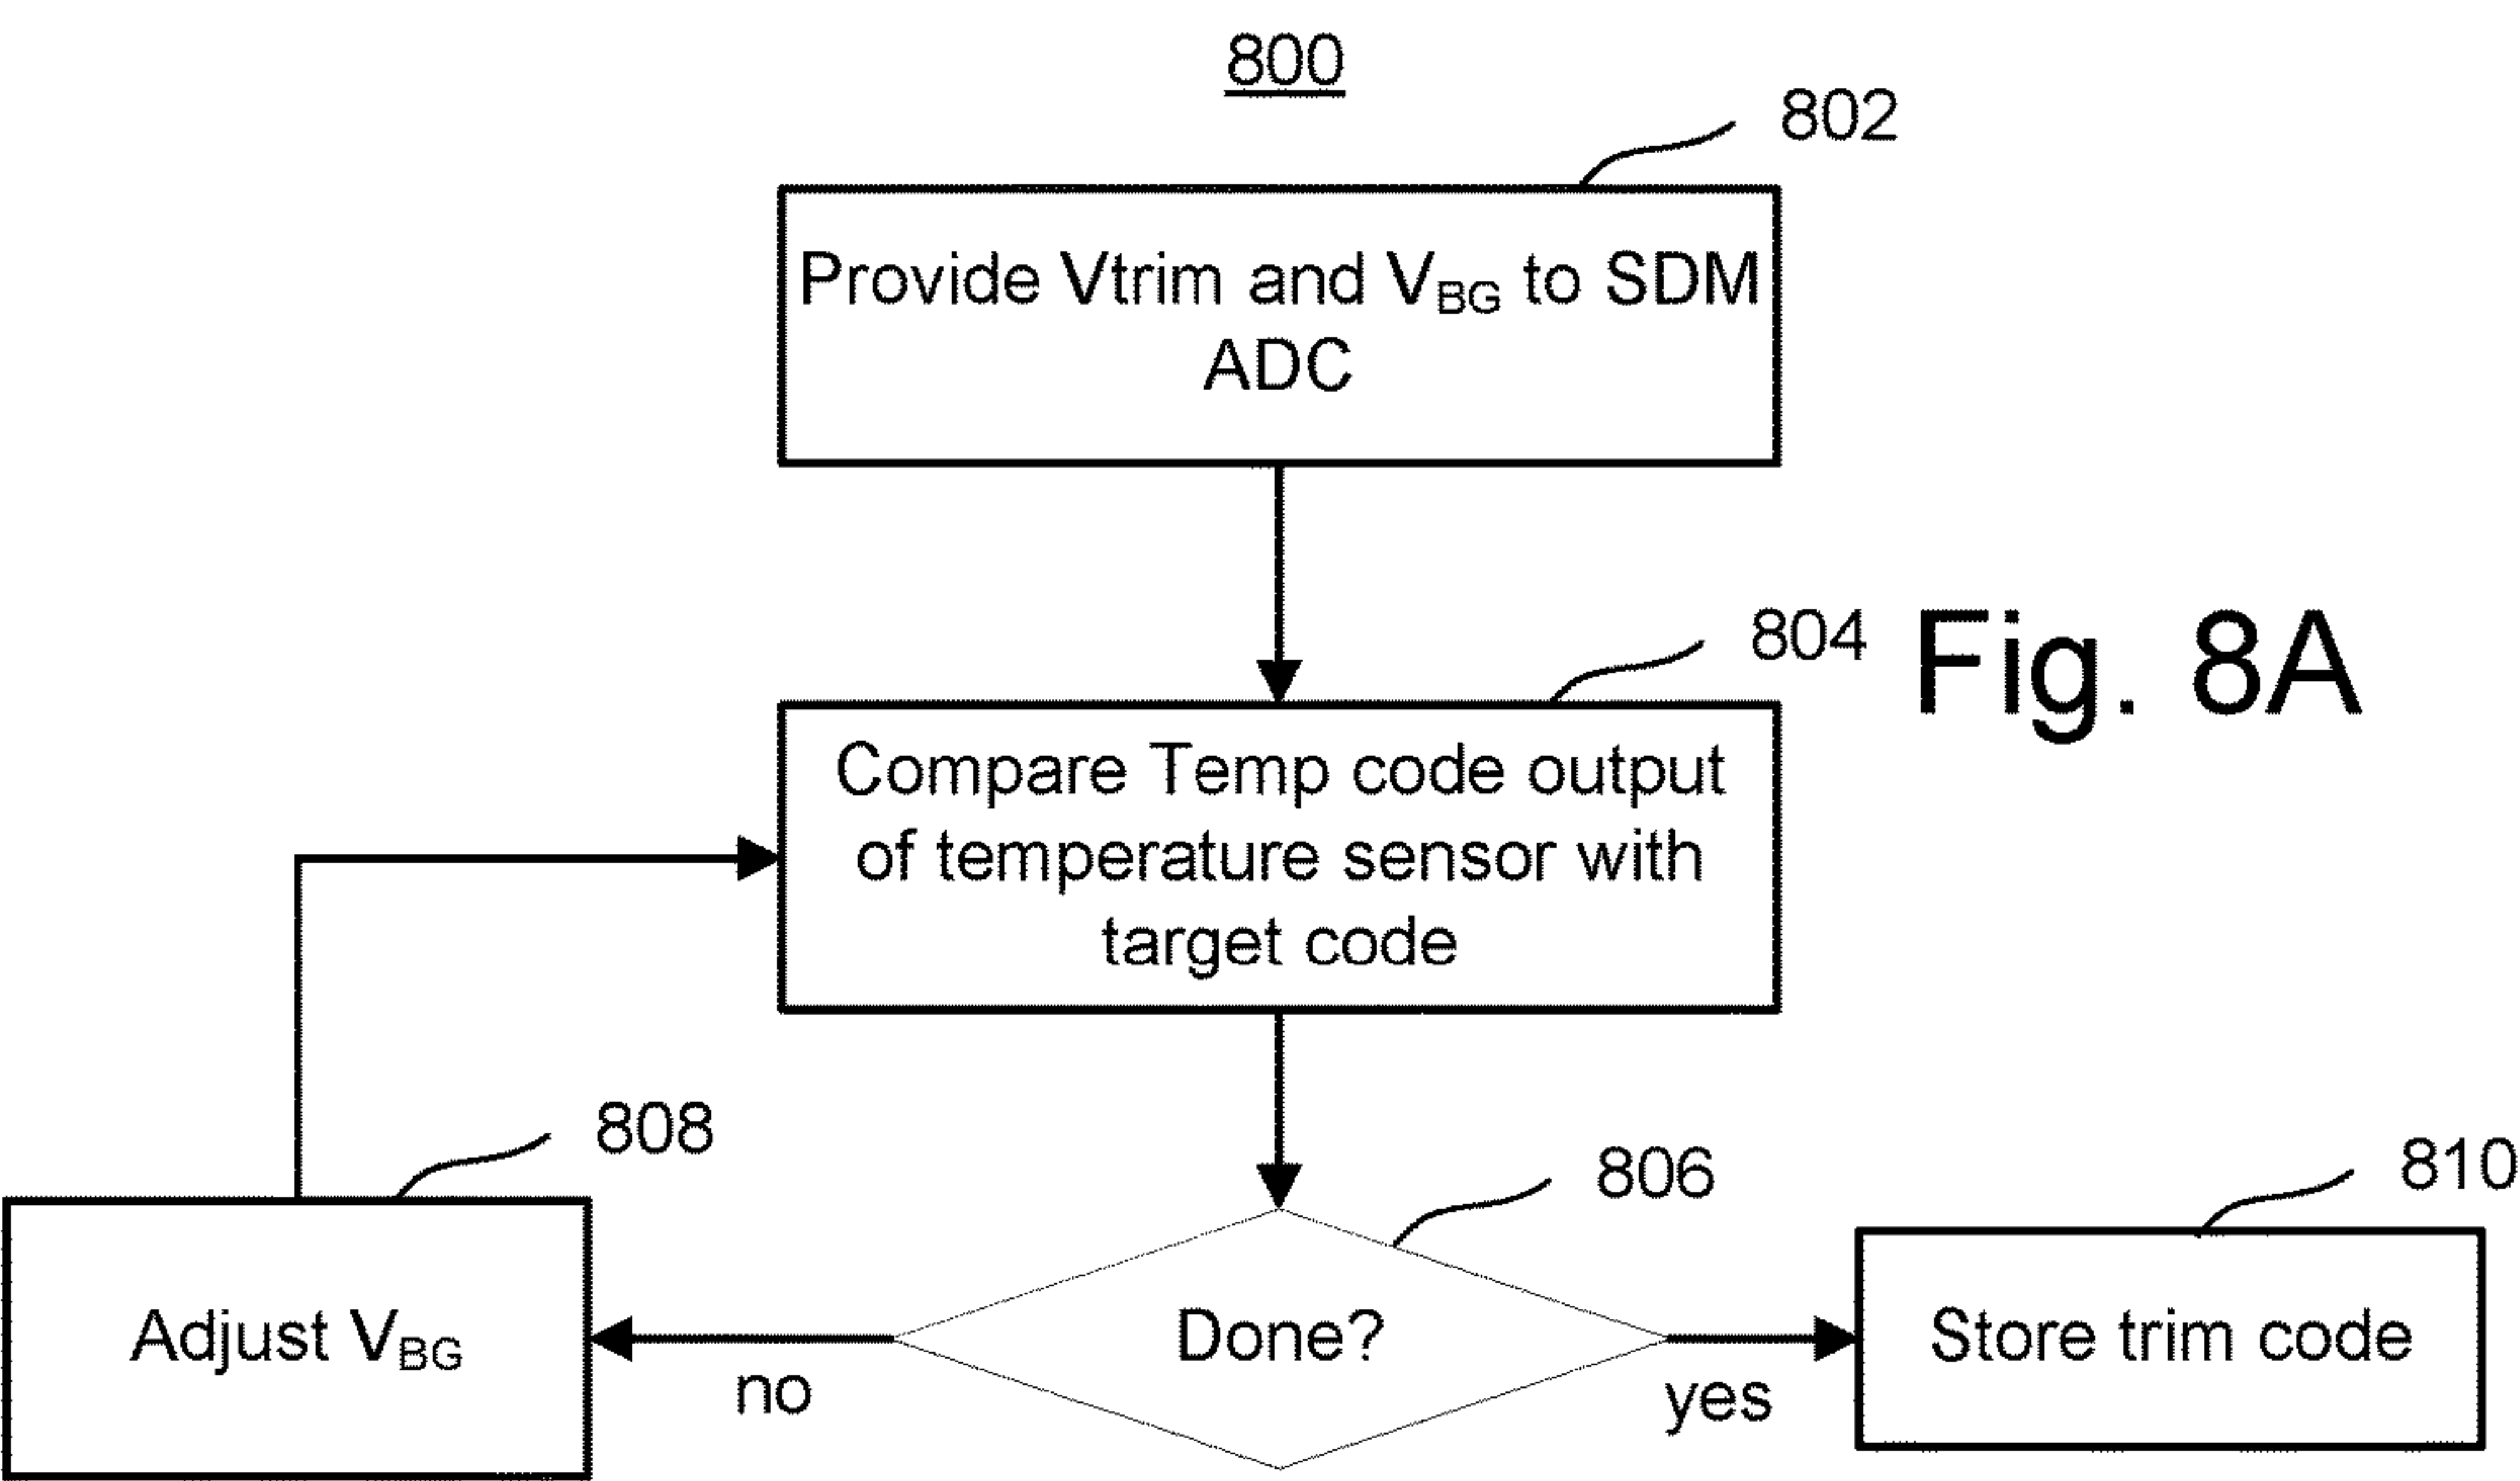 800
802
Provide Vtrim and VBG to SDM
ADC
804
Fig. 8A
Compare Temp code output
of temperature sensor with
target code
808
806
810
Adjust VBG
Done?
Store trim code
no
yes